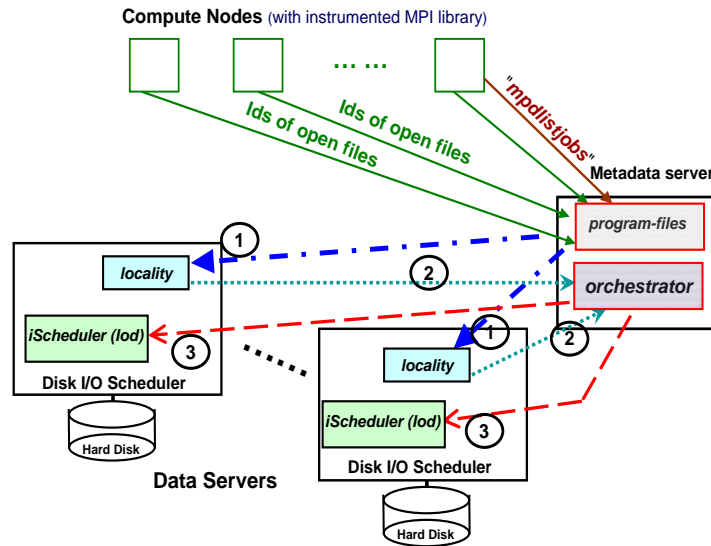 Compute Nodes (with instrumented MPI library)
... ...
Ids of open files
Ids of open files
"mpdlistjobs"
Metadata server
program-files
orchestrator
1
locality
2
iScheduler (Iod)
3
Disk I/O Scheduler
Hard Disk
1
2
locality
iScheduler (Iod)
3
Disk I/O Scheduler
Hard Disk
Data Servers